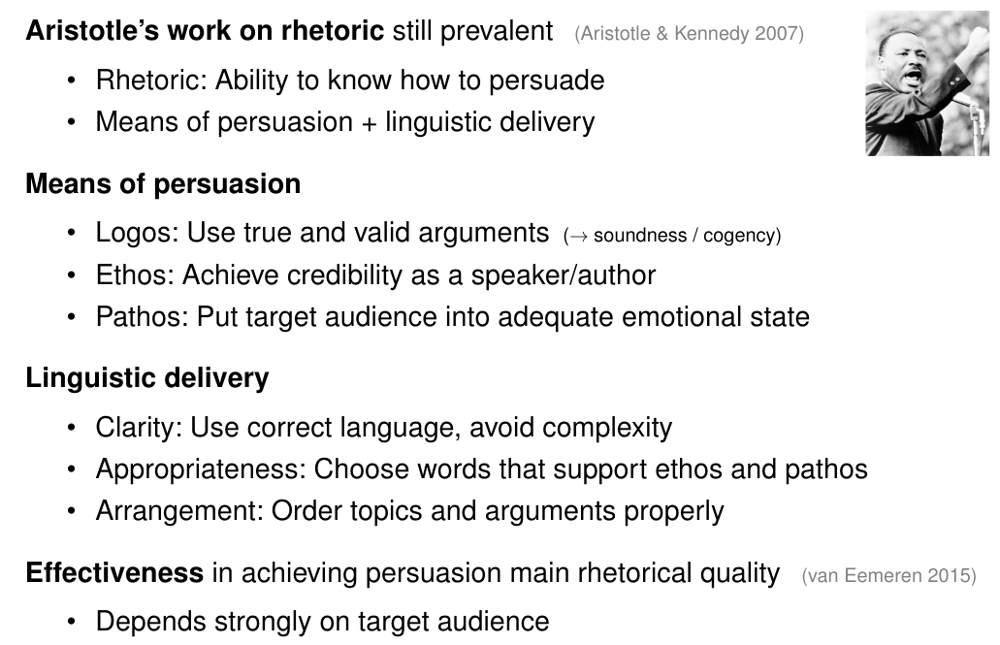 Aristotle's work on rhetoric still prevalent (Aristotle & Kennedy 2007)
• Rhetoric: Ability to know how to persuade
• Means of persuasion + linguistic delivery
Means of persuasion
• Logos: Use true and valid arguments (→ soundness / cogency)
• Ethos: Achieve credibility as a speaker/author
• Pathos: Put target audience into adequate emotional state
Linguistic delivery
• Clarity: Use correct language, avoid complexity
• Appropriateness: Choose words that support ethos and pathos
• Arrangement: Order topics and arguments properly
Effectiveness in achieving persuasion main rhetorical quality (van Eemeren 2015)
• Depends strongly on target audience